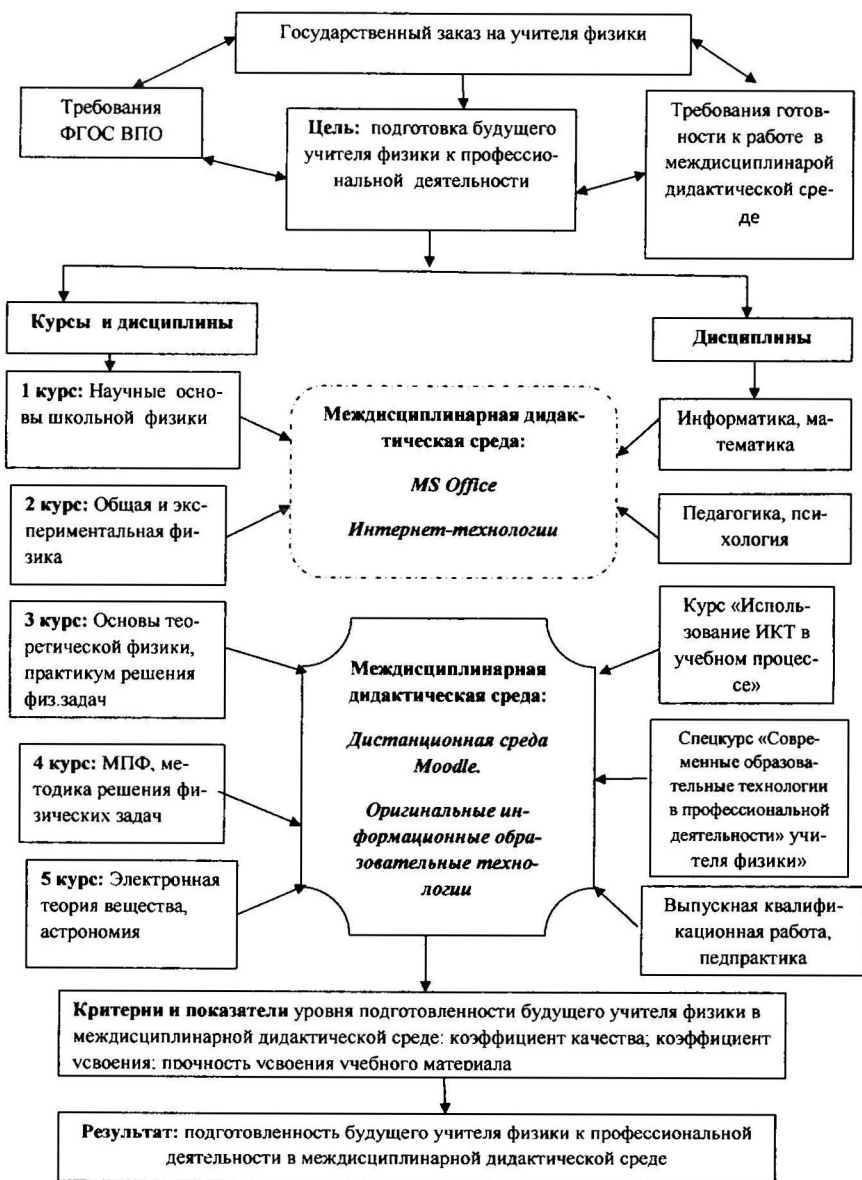 Государственный заказ на учителя физики
Требования
ФГОС ВПО
Цель: подготовка будущего
учителя физики к профессио-
нальной деятельности
Требования готов-
ности к работе в
междисциплинарой
дидактической сре-
де
Курсы и дисциплины
Дисциплины
1 курс: Научные осно-
вы школьной физики
Междисциплинарная дидак-
тическая среда:
MS Office
Интернет-технологии
Информатика, ма-
тематика
2 курс: Общая и экс-
периментальная фи-
зика
Педагогика, пси-
хология
3 курс: Основы тео-
ретической физики,
практикум решения
физ.задач
Междисциплинарная
дидактическая среда:
Дистанционная среда
Moodle.
Оригинальные ин-
формационные обра-
зовательные техно-
логии
Курс «Исполь-
зование ИКТ в
учебном процес-
се»
4 курс: МПФ, ме-
тодика решения фи-
зических задач
Спецкурс «Совре-
менные образова-
тельные технологии
в профессиональной
деятельности» учи-
теля физики»
5 курс: Электронная
теория вещества,
астрономия
Выпускная квалифи-
кационная работа,
педпрактика
Критерии и показатели уровня подготовленности будущего учителя физики в
междисциплинарной дидактической среде: коэффициент качества; коэффициент
усвоения; прочность усвоения учебного материала
Результат: подготовленность будущего учителя физики к профессиональной
деятельности в междисциплинарной дидактической среде